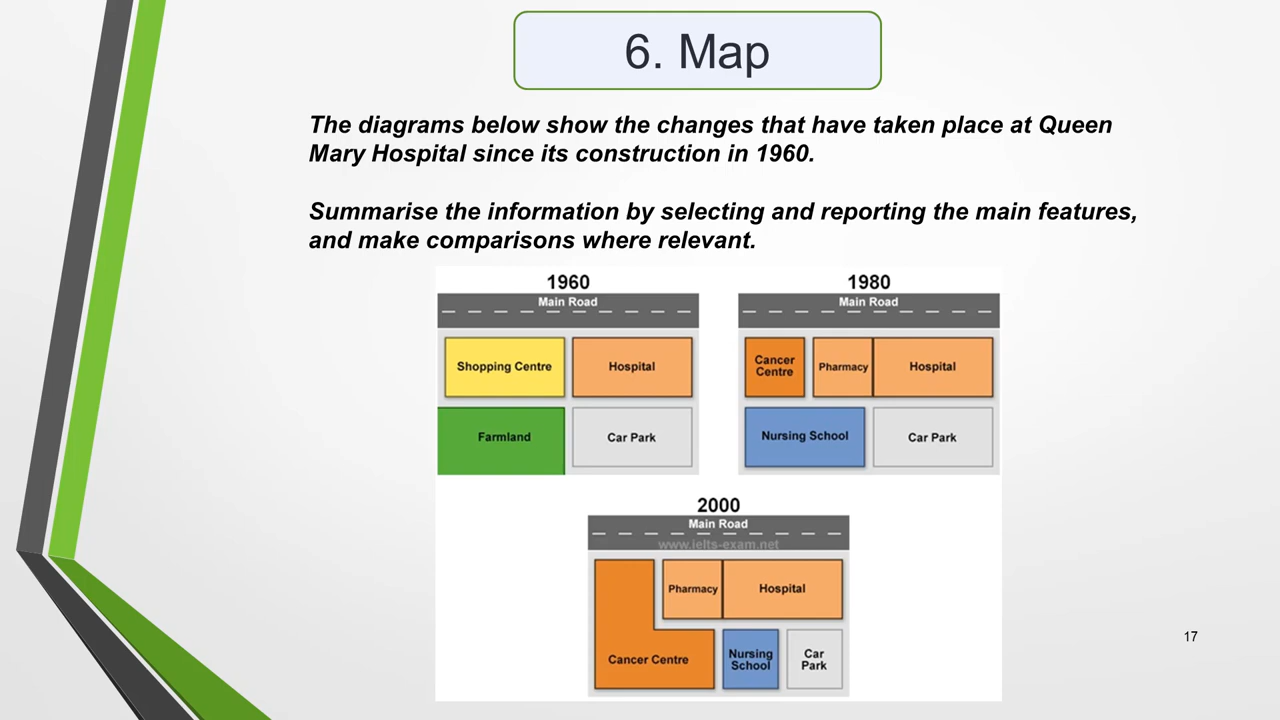 6. Map
The diagrams below show the changes that have taken place at Queen
Mary Hospital since its construction in 1960.
Summarise the information by selecting and reporting the main features,
and make comparisons where relevant.
1960
Main Road
Shopping Centre
Hospital
Farmland
Car Park
1980
Main Road
Cancer
Centre
Pharmacy
Hospital
Nursing School
Car Park
2000
Main Road
www.ielts-exam.net
Pharmacy
Hospital
Cancer Centre
Nursing
School
Car
Park
17